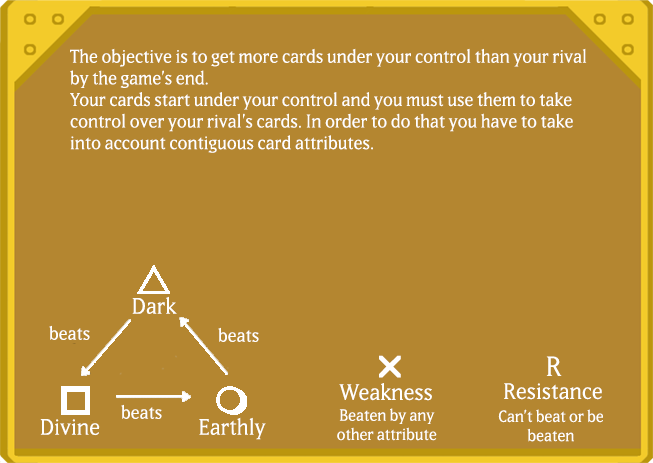 The objective is to get more cards under your control than your rival
by the game's end.
Your cards start under your control and you must use them to take
control over your rival's cards. In order to do that you have to take
into account contiguous card attributes.
Dark
beats
beats
Divine
beats
Earthly
Weakness
Beaten by any
other attribute
R
Resistance
Can't beat or be
beaten